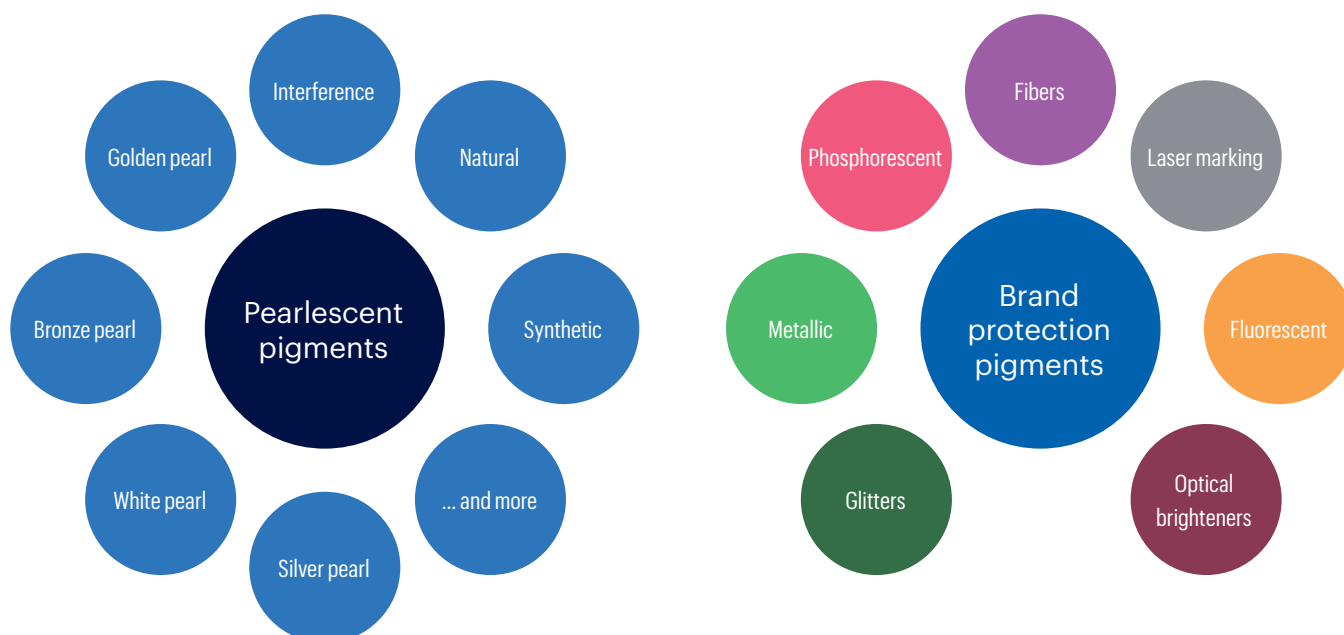 Interference
Natural
Synthetic
... and more
Silver pearl
White pearl
Bronze pearl
Golden pearl
Pearlescent
pigments
Fibers
Laser marking
Fluorescent
Optical
brighteners
Glitters
Metallic
Phosphorescent
Brand
protection
pigments